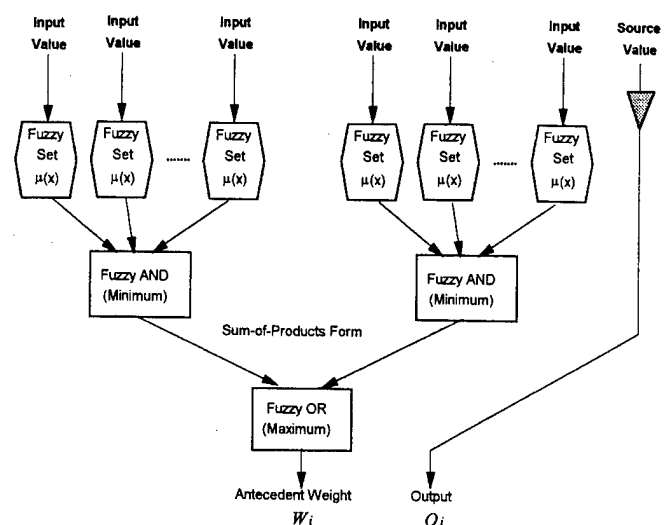 Input
Value
Input
Value
Input
Value
Input
Value
Input
Value
Input
Value
Source
Value
Fuzzy
Set
μ(x)
Fuzzy
Set
μ(x)
.......
Fuzzy
Set
μ(x)
Fuzzy
Set
μ(x)
Fuzzy
Set
μ(x)
.......
Fuzzy
Set
μ(x)
Fuzzy AND
(Minimum)
Fuzzy AND
(Minimum)
Sum-of-Products Form
Fuzzy OR
(Maximum)
Antecedent Weight
Wi
Output
Oi